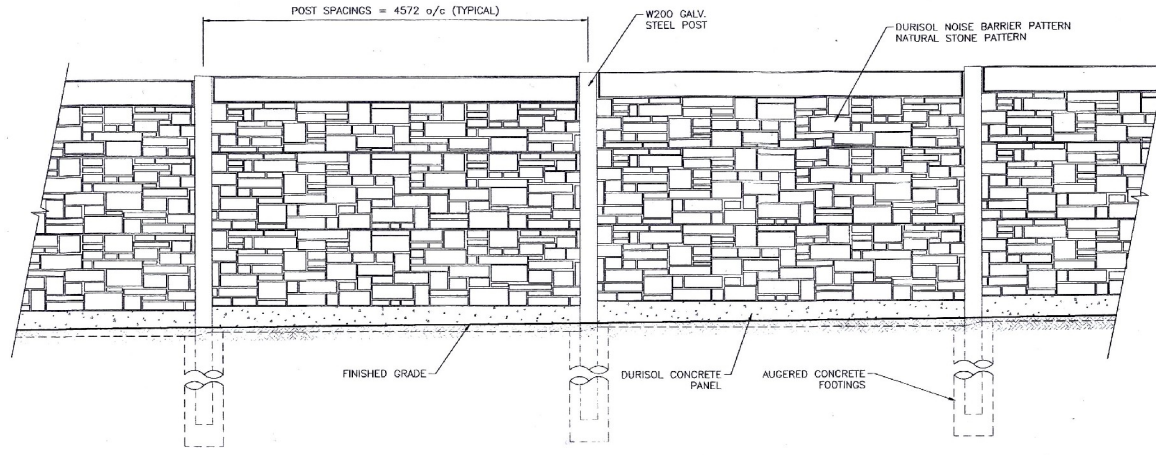 POST SPACINGS = 4572 o/c (TYPICAL)
W200 GALV.
STEEL POST
DURISOL NOISE BARRIER PATTERN
NATURAL STONE PATTERN
FINISHED GRADE
DURISOL CONCRETE
PANEL
AUGERED CONCRETE
FOOTINGS